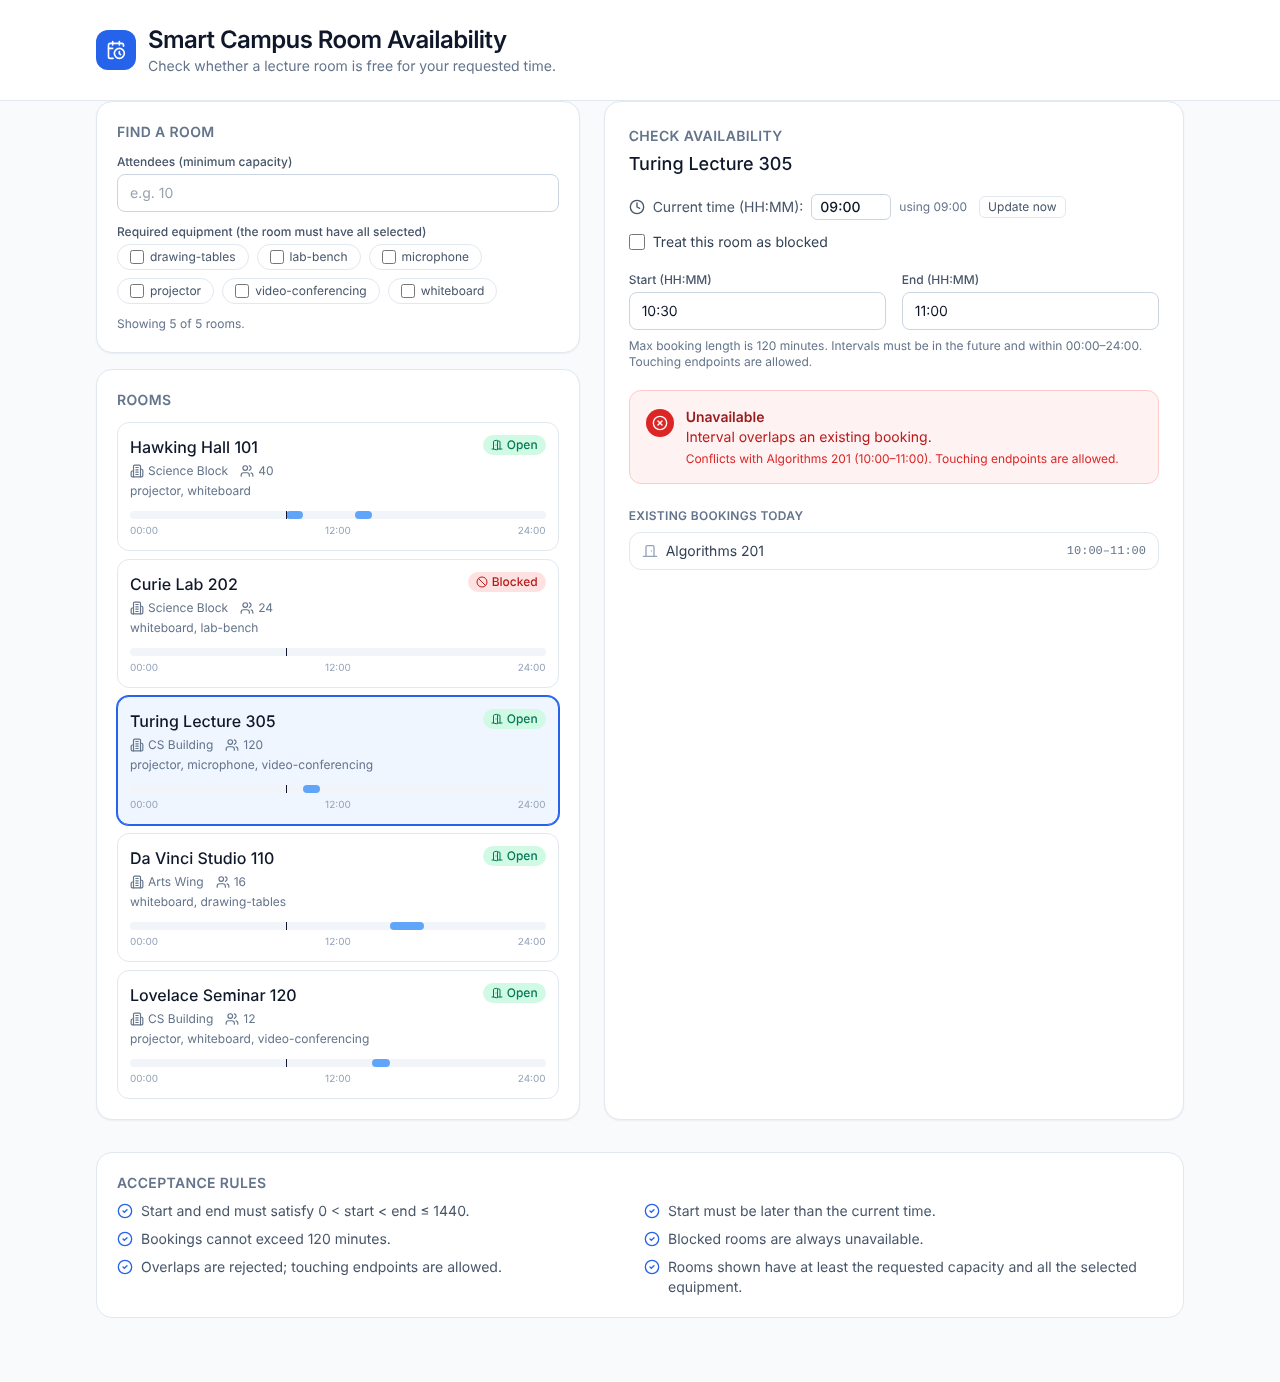 Smart Campus Room Availability
Check whether a lecture room is free for your requested time.
FIND A ROOM
Attendees (minimum capacity)
e.g. 10
Required equipment (the room must have all selected)
drawing-tables
lab-bench
microphone
projector
video-conferencing
whiteboard
Showing 5 of 5 rooms.
ROOMS
Hawking Hall 101
Open
Science Block 40
projector, whiteboard
00:00 12:00 24:00
Curie Lab 202
Blocked
Science Block 24
whiteboard, lab-bench
00:00 12:00 24:00
Turing Lecture 305
Open
CS Building 120
projector, microphone, video-conferencing
00:00 12:00 24:00
Da Vinci Studio 110
Open
Arts Wing 16
whiteboard, drawing-tables
00:00 12:00 24:00
Lovelace Seminar 120
Open
CS Building 12
projector, whiteboard, video-conferencing
00:00 12:00 24:00
CHECK AVAILABILITY
Turing Lecture 305
Current time (HH:MM): 09:00 using 09:00 Update now
Treat this room as blocked
Start (HH:MM)
10:30
End (HH:MM)
11:00
Max booking length is 120 minutes. Intervals must be in the future and within 00:00–24:00.
Touching endpoints are allowed.
Unavailable
Interval overlaps an existing booking.
Conflicts with Algorithms 201 (10:00–11:00). Touching endpoints are allowed.
EXISTING BOOKINGS TODAY
Algorithms 201 10:00–11:00
ACCEPTANCE RULES
Start and end must satisfy 0 < start < end ≤ 1440.
Start must be later than the current time.
Bookings cannot exceed 120 minutes.
Blocked rooms are always unavailable.
Overlaps are rejected; touching endpoints are allowed.
Rooms shown have at least the requested capacity and all the selected
equipment.